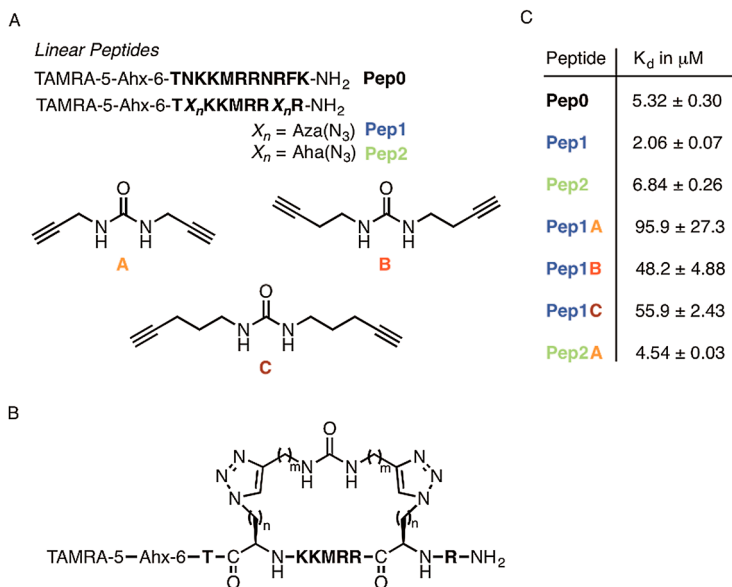 A
Linear Peptides
TAMRA-5-Ahx-6-TNKKMRRNRFK-NH2 Pep0
TAMRA-5-Ahx-6-TXnKKMRRXnR-NH2
Xn = Aza(N3) Pep1
Xn = Aha(N3) Pep2
O
N H N H
A
O
N H N H
B
O
N H N H
C
B
O
N N N ( )m N H N H ( )m N N N
( )n ( )n
TAMRA-5–Ahx-6–T–C N–KKMRR–C N–R–NH2
O H O H
C
Peptide Kd in μM
Pep0 5.32 ± 0.30
Pep1 2.06 ± 0.07
Pep2 6.84 ± 0.26
Pep1A 95.9 ± 27.3
Pep1B 48.2 ± 4.88
Pep1C 55.9 ± 2.43
Pep2A 4.54 ± 0.03